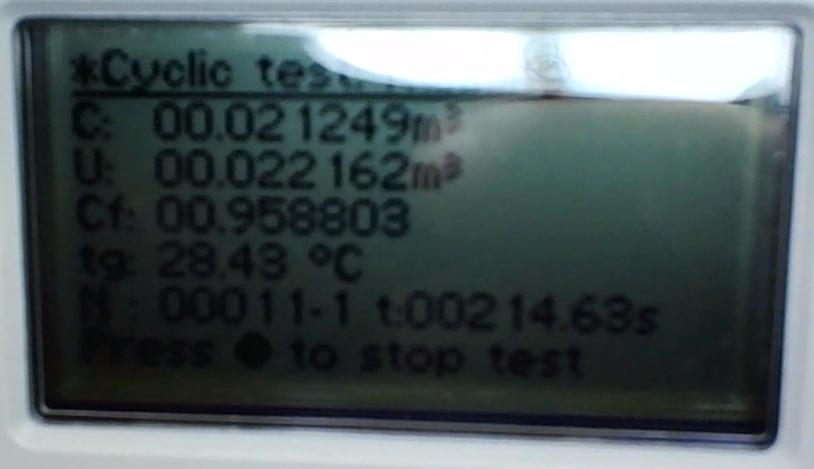 *Cyclic test
C: 00.021249m³
U: 00.022162m³
Cf: 00.958803
tg: 28.43 °C
N : 00011-1 t:00214.63s
Press ● to stop test